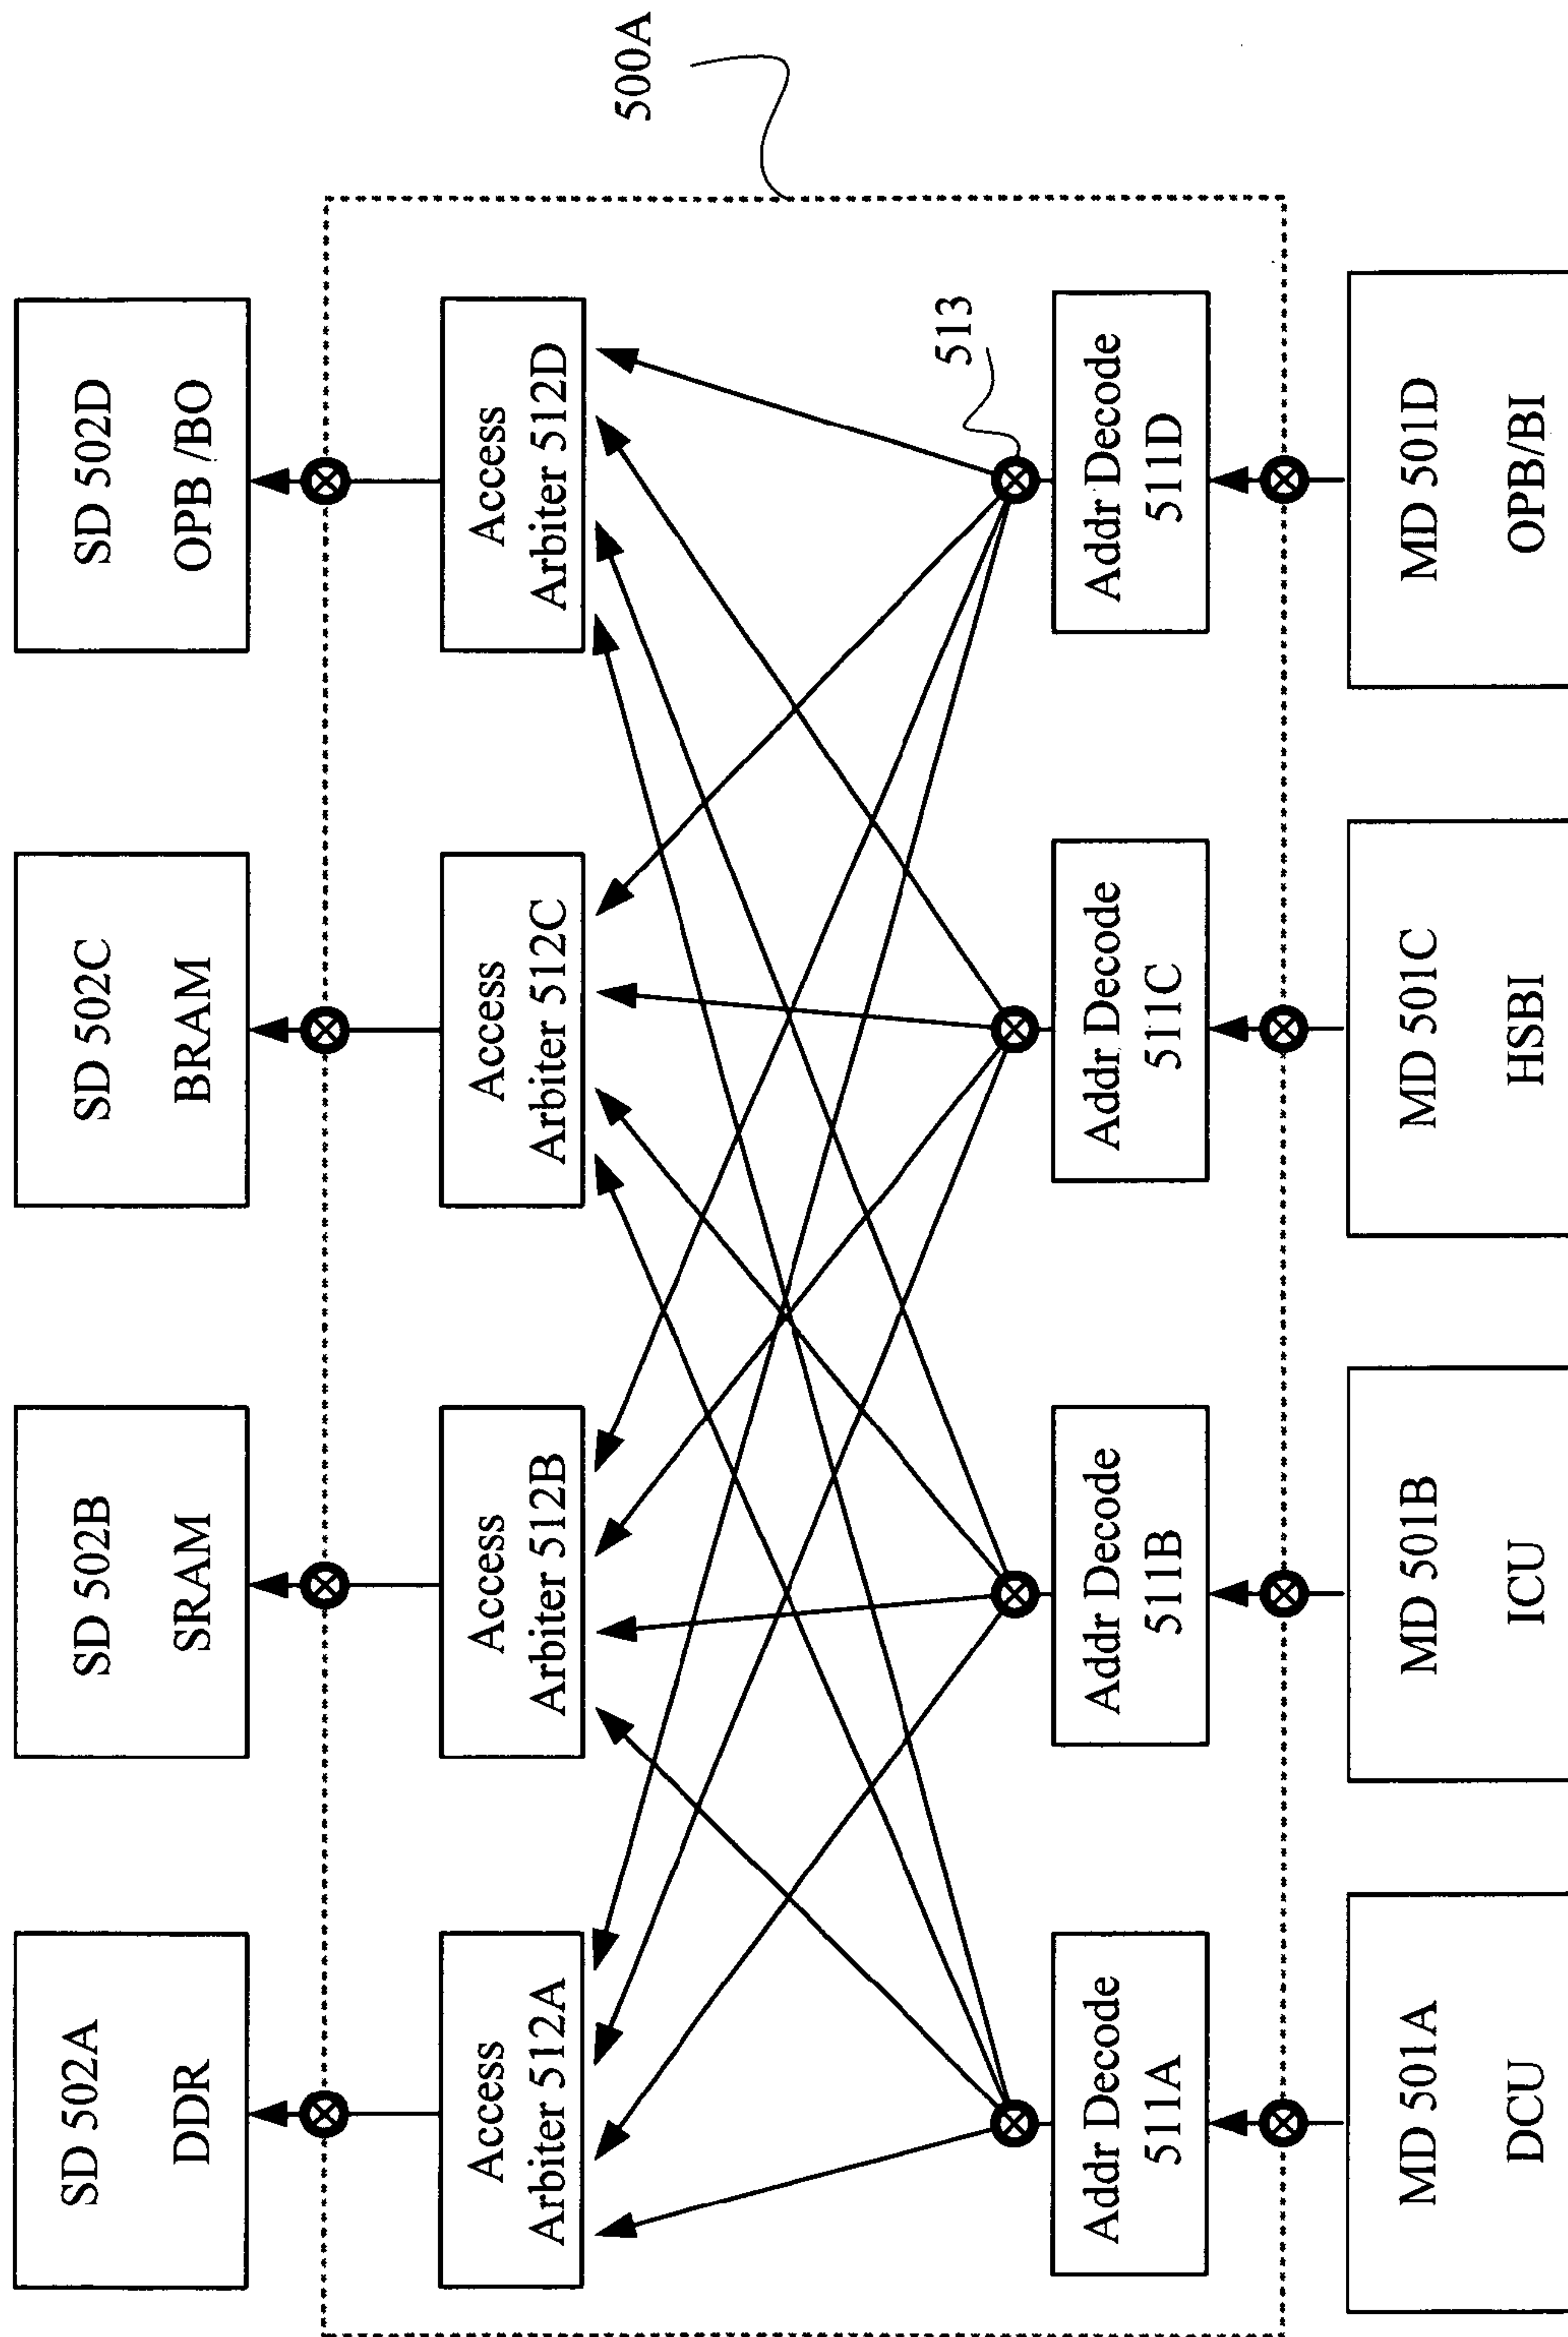 500A
SD 502A
DDR
SD 502B
SRAM
SD 502C
BRAM
SD 502D
OPB /BO
Access
Arbiter 512A
Access
Arbiter 512B
Access
Arbiter 512C
Access
Arbiter 512D
513
Addr Decode
511A
Addr Decode
511B
Addr Decode
511C
Addr Decode
511D
MD 501A
DCU
MD 501B
ICU
MD 501C
HSBI
MD 501D
OPB/BI